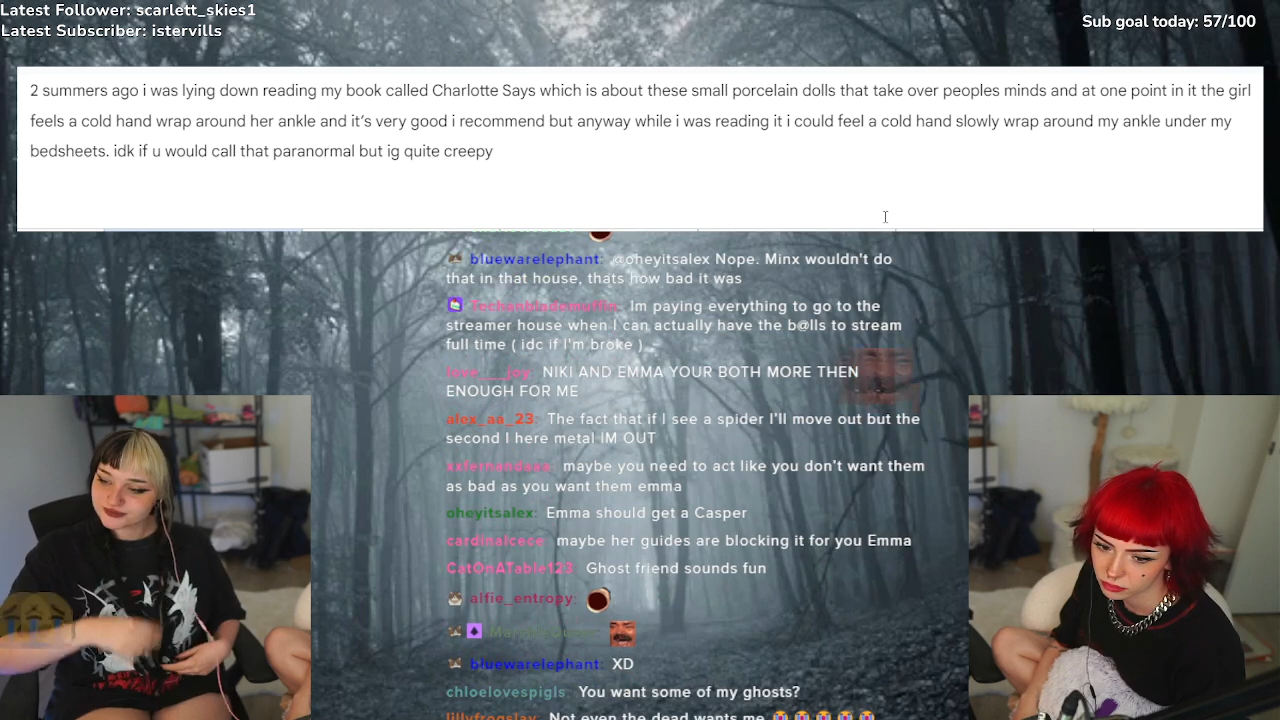 Latest Follower: scarlett_skies1
Latest Subscriber: istervills
Sub goal today: 57/100
2 summers ago i was lying down reading my book called Charlotte Says which is about these small porcelain dolls that take over peoples minds and at one point in it the girl
feels a cold hand wrap around her ankle and it's very good i recommend but anyway while i was reading it i could feel a cold hand slowly wrap around my ankle under my
bedsheets. idk if u would call that paranormal but ig quite creepy
bluewarelephant: @oheyitsalex Nope. Minx wouldn't do
that in that house, thats how bad it was
Im paying everything to go to the
streamer house when I can actually have the b@lls to stream
full time ( idc if I'm broke )
love___joy: NIKI AND EMMA YOUR BOTH MORE THEN
ENOUGH FOR ME
alex_aa_23: The fact that if I see a spider I'll move out but the
second I here metal IM OUT
xxfernandaxx: maybe you need to act like you don't want them
as bad as you want them emma
oheyitsalex: Emma should get a Casper
cardinalcece: maybe her guides are blocking it for you Emma
CatOnATable123: Ghost friend sounds fun
alfie_entropy:
bluewarelephant: XD
chloelovespigls: You want some of my ghosts?
lillyfrogslay: Not even the dead wants me